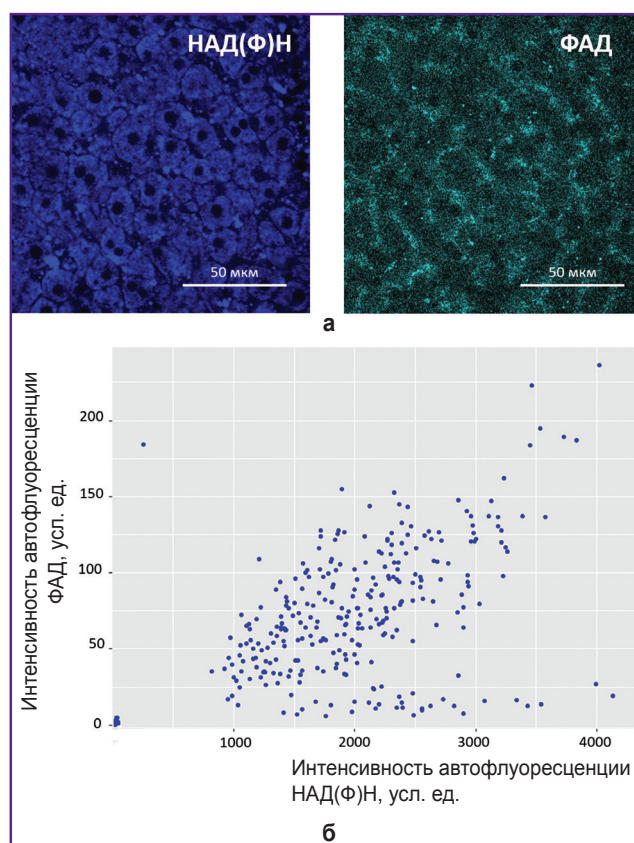 НАД(Ф)Н
ФАД
50 мкм
50 мкм
а
Интенсивность автофлуоресценции
ФАД, усл. ед.
200
150
100
50
0
1000
2000
3000
4000
Интенсивность автофлуоресценции
НАД(Ф)Н, усл. ед.
б